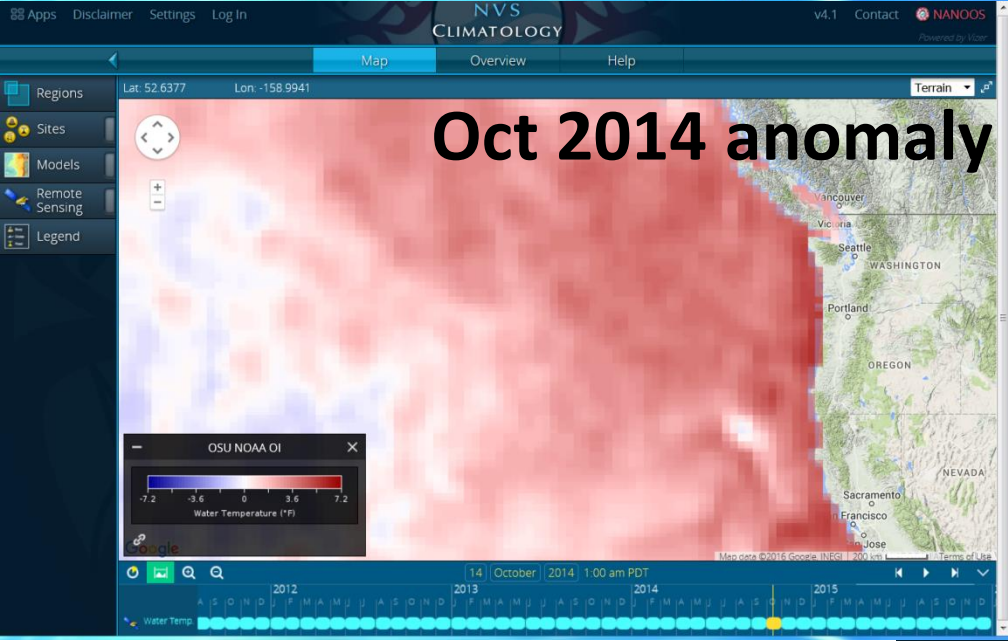 Apps Disclaimer Settings Log In
NVS
CLIMATOLOGY
v4.1 Contact NANOOS
Powered by Vizer
Map Overview Help
Regions
Sites
Models
Remote
Sensing
Legend
Lat: 52.6377 Lon: -158.9941
Terrain
Oct 2014 anomaly
Vancouver
Victoria
Seattle
WASHINGTON
Portland
OREGON
NEVADA
Sacramento
Francisco
San Jose
OSU NOAA OI
-7.2 -3.6 0 3.6 7.2
Water Temperature (°F)
Google
Map data ©2016 Google, INEGI 200 km Terms of Use
14 October 2014 1:00 am PDT
2012 2013 2014 2015
A S O N D J F M A M J J A S O N D J F M A M J J A S O N D J F M A M J J A S O N D J F M A M J J A S O N D
Water Temp.